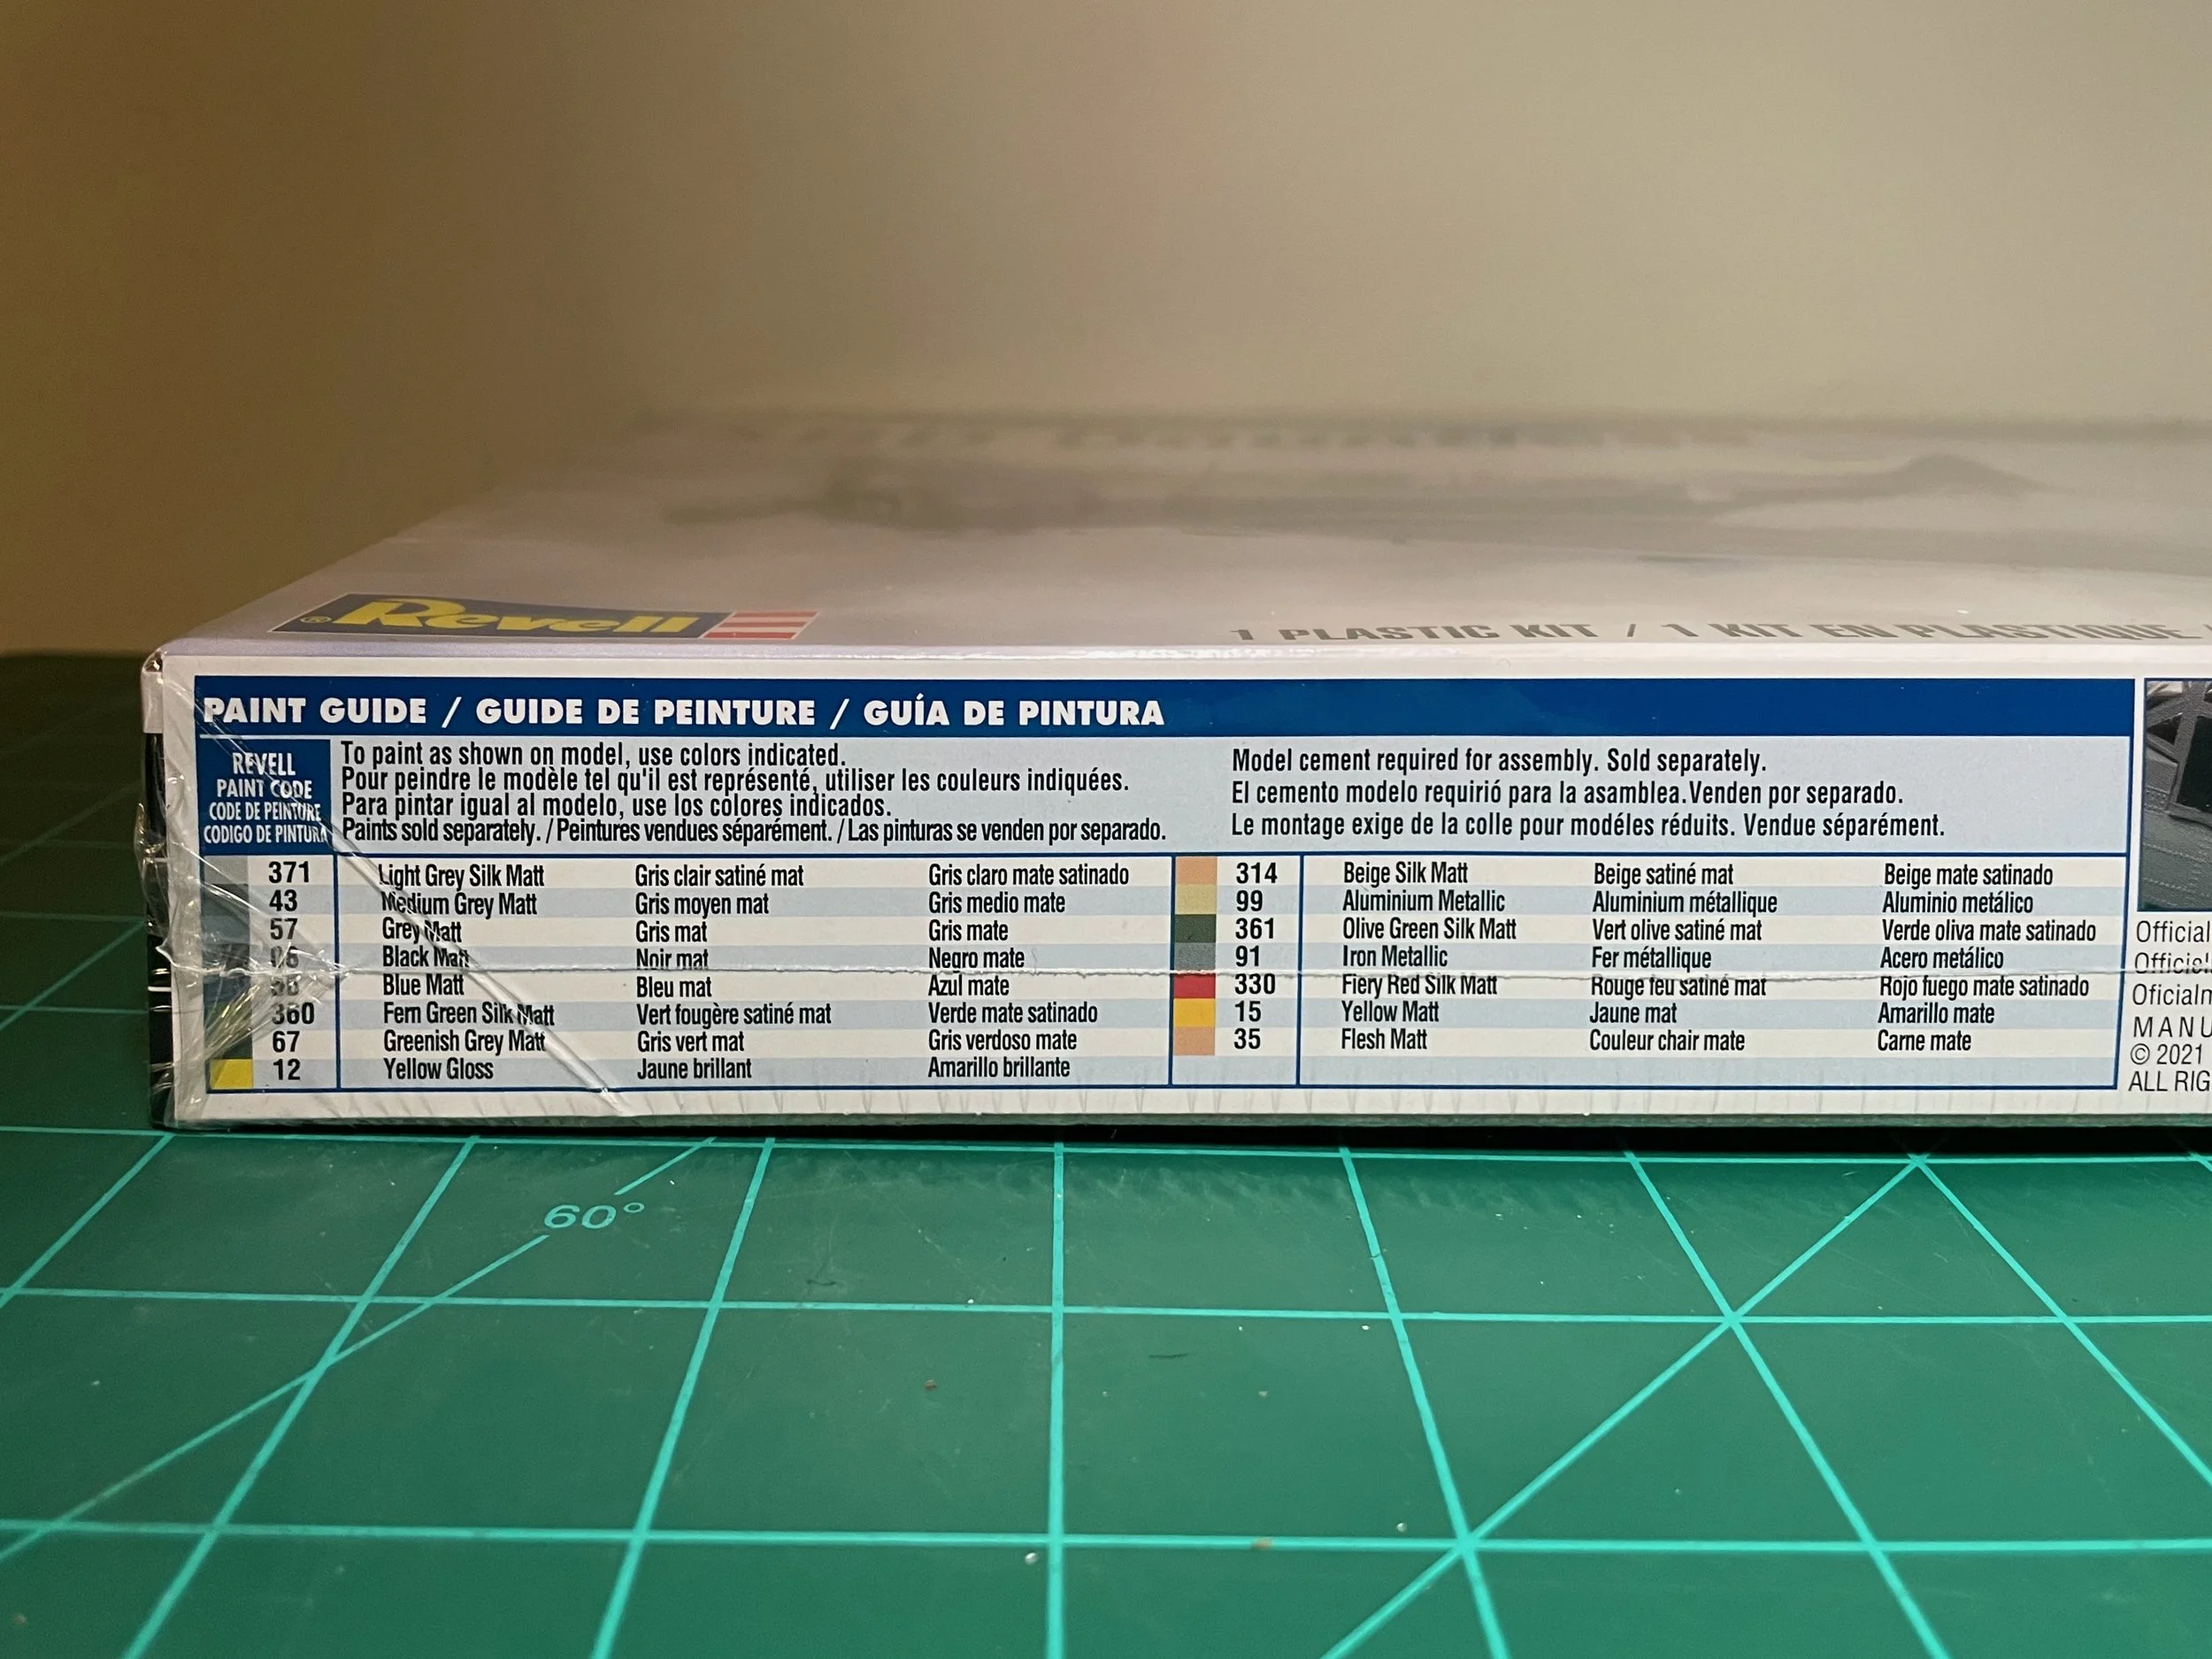 Revell
1 PLASTIC KIT / 1 KIT EN PLASTIQUE
PAINT GUIDE / GUIDE DE PEINTURE / GUÍA DE PINTURA
REVELL
PAINT CODE
CODE DE PEINTURE
CODIGO DE PINTURA
To paint as shown on model, use colors indicated.
Pour peindre le modèle tel qu'il est représenté, utiliser les couleurs indiquées.
Para pintar igual al modelo, use los colores indicados.
Paints sold separately. / Peintures vendues séparément. / Las pinturas se venden por separado.
Model cement required for assembly. Sold separately.
El cemento modelo requirió para la asamblea.Venden por separado.
Le montage exige de la colle pour modéles réduits. Vendue séparément.
371 Light Grey Silk Matt Gris clair satiné mat Gris claro mate satinado
43 Medium Grey Matt Gris moyen mat Gris medio mate
57 Grey Matt Gris mat Gris mate
Black Matt Noir mat Negro mate
Blue Matt Bleu mat Azul mate
360 Fern Green Silk Matt Vert fougère satiné mat Verde mate satinado
67 Greenish Grey Matt Gris vert mat Gris verdoso mate
12 Yellow Gloss Jaune brillant Amarillo brillante
314 Beige Silk Matt Beige satiné mat Beige mate satinado
99 Aluminium Metallic Aluminium métallique Aluminio metálico
361 Olive Green Silk Matt Vert olive satiné mat Verde oliva mate satinado
91 Iron Metallic Fer métallique Acero metálico
330 Fiery Red Silk Matt Rouge feu satiné mat Rojo fuego mate satinado
15 Yellow Matt Jaune mat Amarillo mate
35 Flesh Matt Couleur chair mate Carne mate
Official
Oficialm
MANU
© 2021
ALL RIG
60°